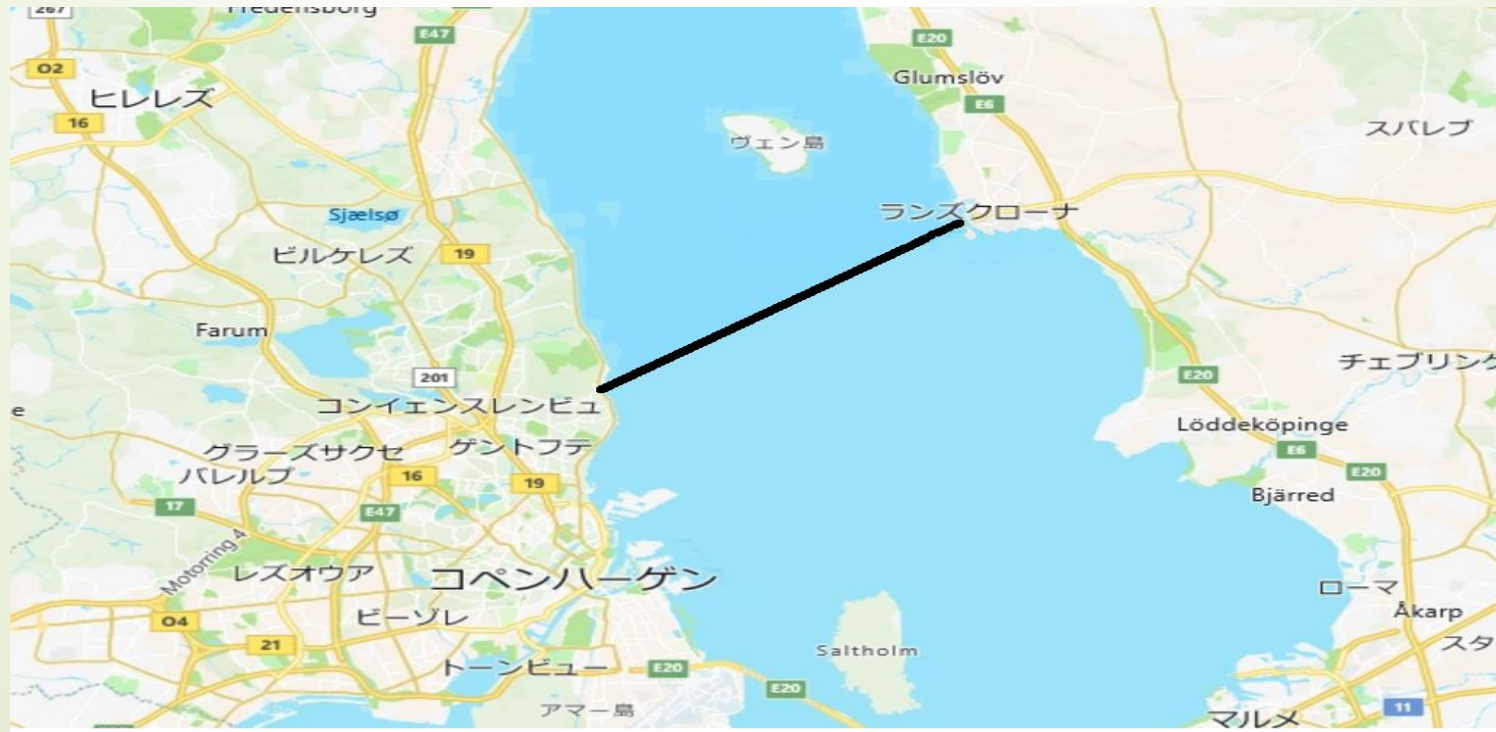 267
Fredensborg
E47
E20
O2
Glumslöv
ヒレレズ
E6
16
スバレブ
ヴェン島
Sjælsø
ランズクローナ
ビルケレズ
19
Farum
チェブリング
201
E20
コンイェンスレンビュ
e
Löddeköpinge
グラーズサクセ
ゲントフテ
E6
バレルプ
16
19
E20
17
E47
Bjärred
Motorring 4
レズオウア
コペンハーゲン
ローマ
O4
ビーゾレ
Åkarp
21
Saltholm
スタ
トーンビュー
E20
E20
アマー島
マルメ
11